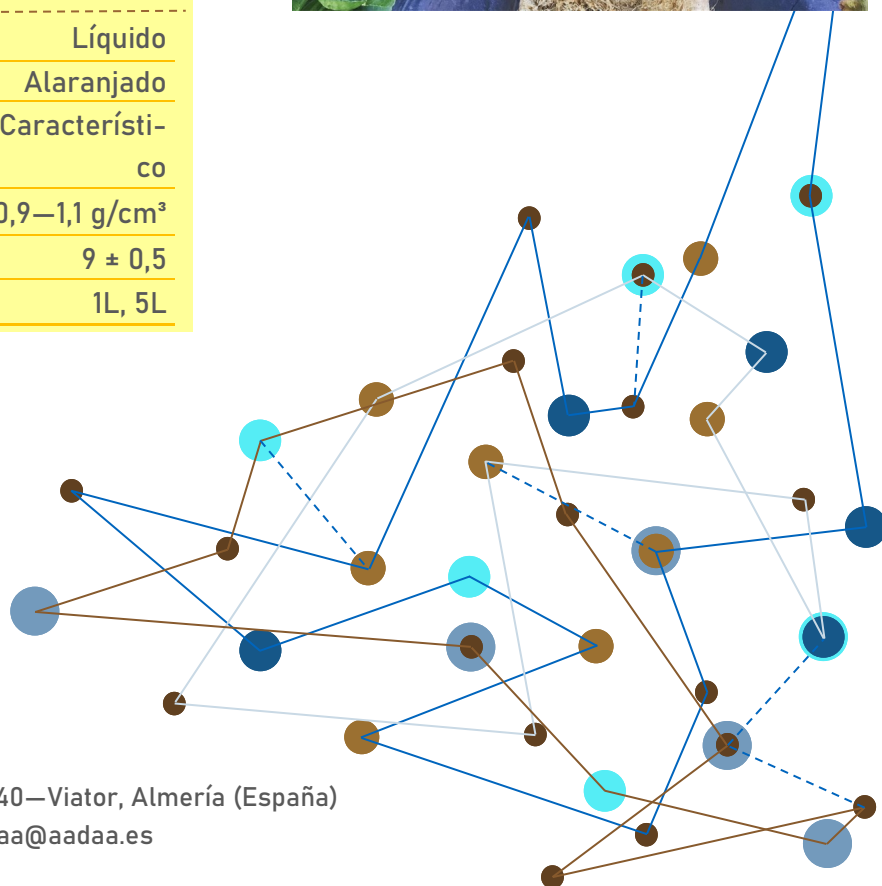 Líquido
Alaranjado
Característi-
co
0,9—1,1 g/cm³
9 ± 0,5
1L, 5L
40—Viator, Almería (España)
aa@aadaa.es